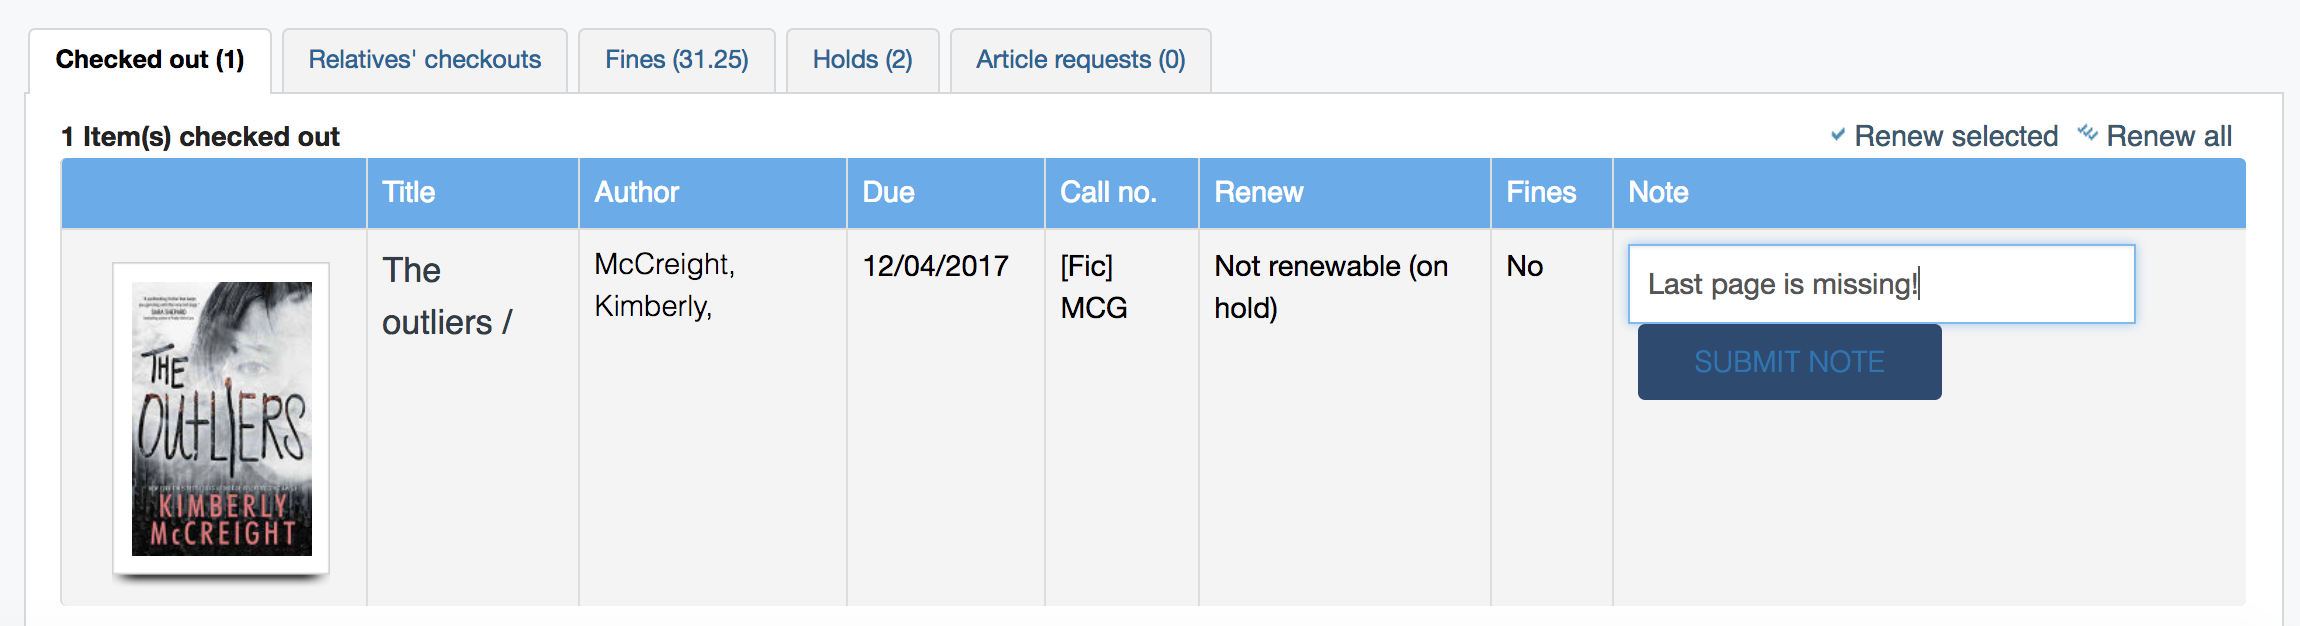 Checked out (1)
Relatives' checkouts
Fines (31.25)
Holds (2)
Article requests (0)
1 Item(s) checked out
Renew selected
Renew all
Title
Author
Due
Call no.
Renew
Fines
Note
The
outliers /
McCreight,
Kimberly,
12/04/2017
[Fic]
MCG
Not renewable (on
hold)
No
Last page is missing!
SUBMIT NOTE
THE
OUTLIERS
KIMBERLY
McCREIGHT